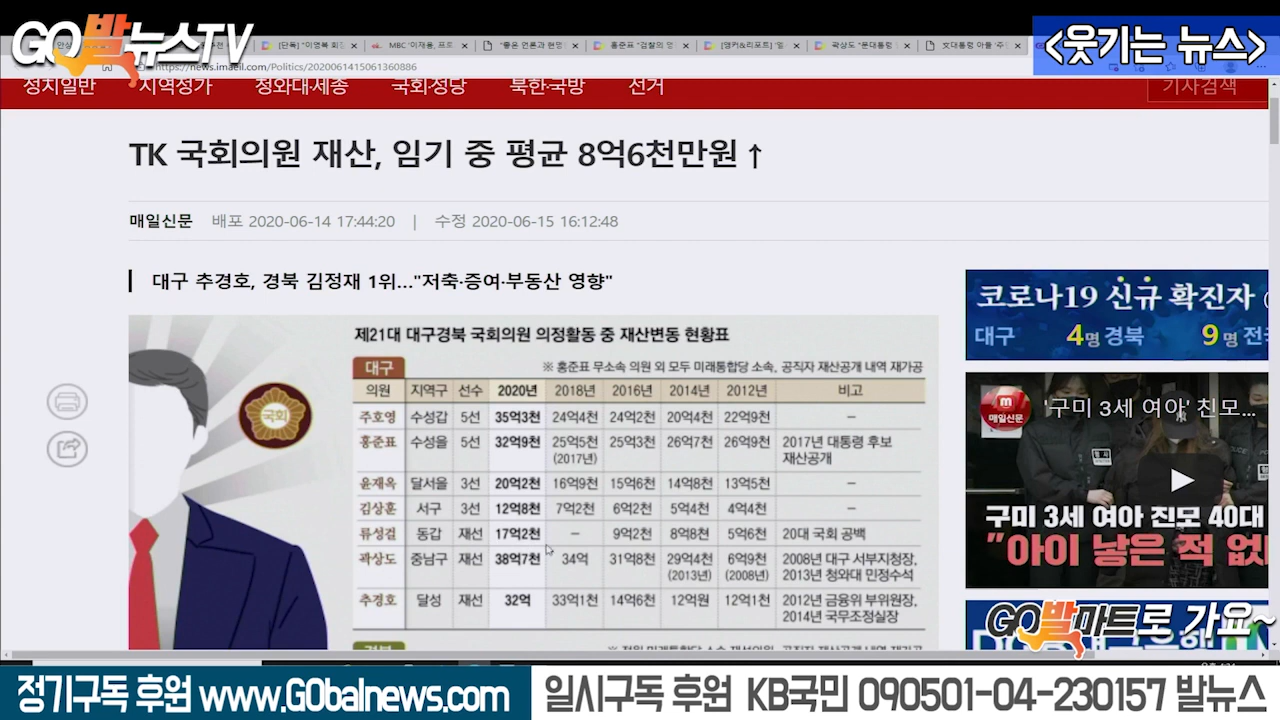 GO발뉴스TV
<웃기는 뉴스>
https://news.imaeil.com/Politics/2020061415061360886
정치일반 지역정가 청와대·세종 국회·정당 북한·국방 선거 기사검색
TK 국회의원 재산, 임기 중 평균 8억6천만원↑
매일신문 배포 2020-06-14 17:44:20 | 수정 2020-06-15 16:12:48
대구 추경호, 경북 김정재 1위..."저축·증여·부동산 영향"
제21대 대구경북 국회의원 의정활동 중 재산변동 현황표
대구
※ 홍준표 무소속 의원 외 모두 미래통합당 소속, 공직자 재산공개 내역 재가공
의원 지역구 선수 2020년 2018년 2016년 2014년 2012년 비고
주호영 수성갑 5선 35억3천 24억4천 24억2천 20억4천 22억9천 –
홍준표 수성을 5선 32억9천 25억5천 (2017년) 25억3천 26억7천 26억9천 2017년 대통령 후보 재산공개
윤재옥 달서을 3선 20억2천 16억9천 15억6천 14억8천 13억5천 –
김상훈 서구 3선 12억8천 7억2천 6억2천 5억4천 4억4천 –
류성걸 동갑 재선 17억2천 – 9억2천 8억8천 5억6천 20대 국회 공백
곽상도 중남구 재선 38억7천 34억 31억8천 29억4천 (2013년) 6억9천 (2008년) 2008년 대구 서부지청장, 2013년 청와대 민정수석
추경호 달성 재선 32억 33억1천 14억6천 12억원 12억1천 2012년 금융위 부위원장, 2014년 국무조정실장
국회
코로나19 신규 확진자
대구 4명 경북 9명 전국
매일신문
'구미 3세 여아' 친모...
구미 3세 여아 친모 40대
"아이 낳은 적 없
GO발마트로 가요~
정기구독 후원 www.GObalnews.com
일시구독 후원 KB국민 090501-04-230157 발뉴스